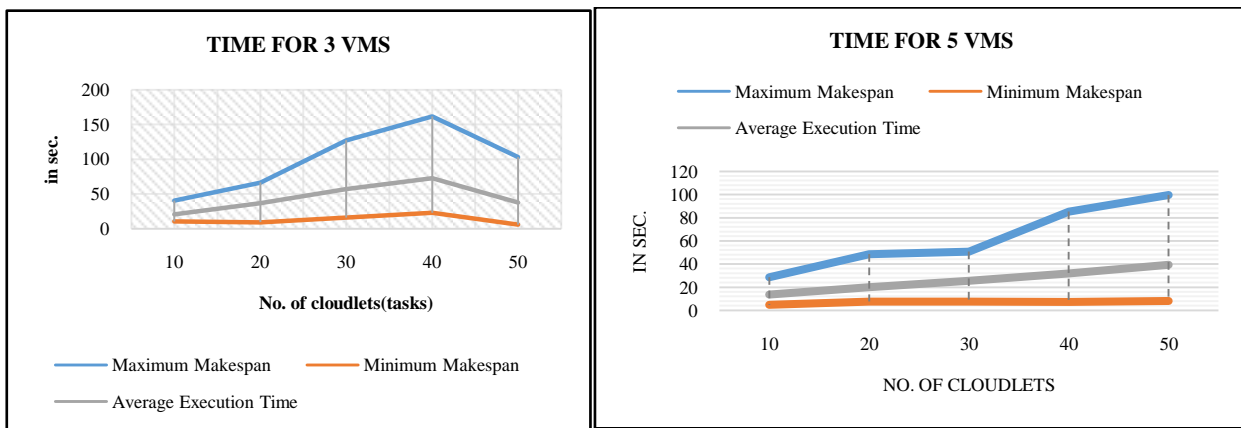 TIME FOR 3 VMS
200
150
100
50
0
in sec.
10 20 30 40 50
No. of cloudlets(tasks)
Maximum Makespan Minimum Makespan
Average Execution Time
TIME FOR 5 VMS
Maximum Makespan Minimum Makespan
Average Execution Time
120
100
80
60
40
20
0
IN SEC.
10 20 30 40 50
NO. OF CLOUDLETS